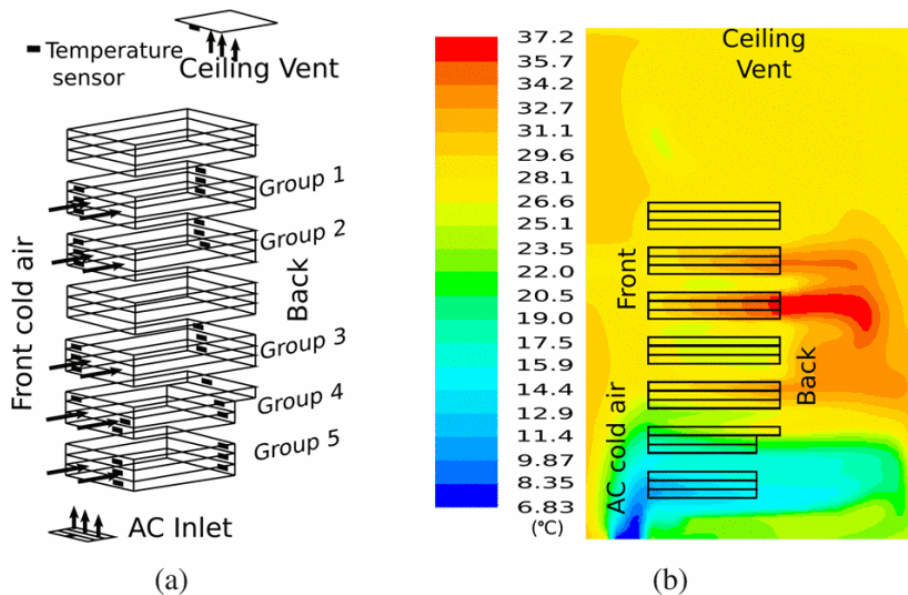 Temperature
sensor
Ceiling Vent
Group 1
Group 2
Group 3
Group 4
Group 5
Front cold air
Back
AC Inlet
(a)
37.2
35.7
34.2
32.7
31.1
29.6
28.1
26.6
25.1
23.5
22.0
20.5
19.0
17.5
15.9
14.4
12.9
11.4
9.87
8.35
6.83
(°C)
Ceiling
Vent
Front
Back
AC cold air
(b)